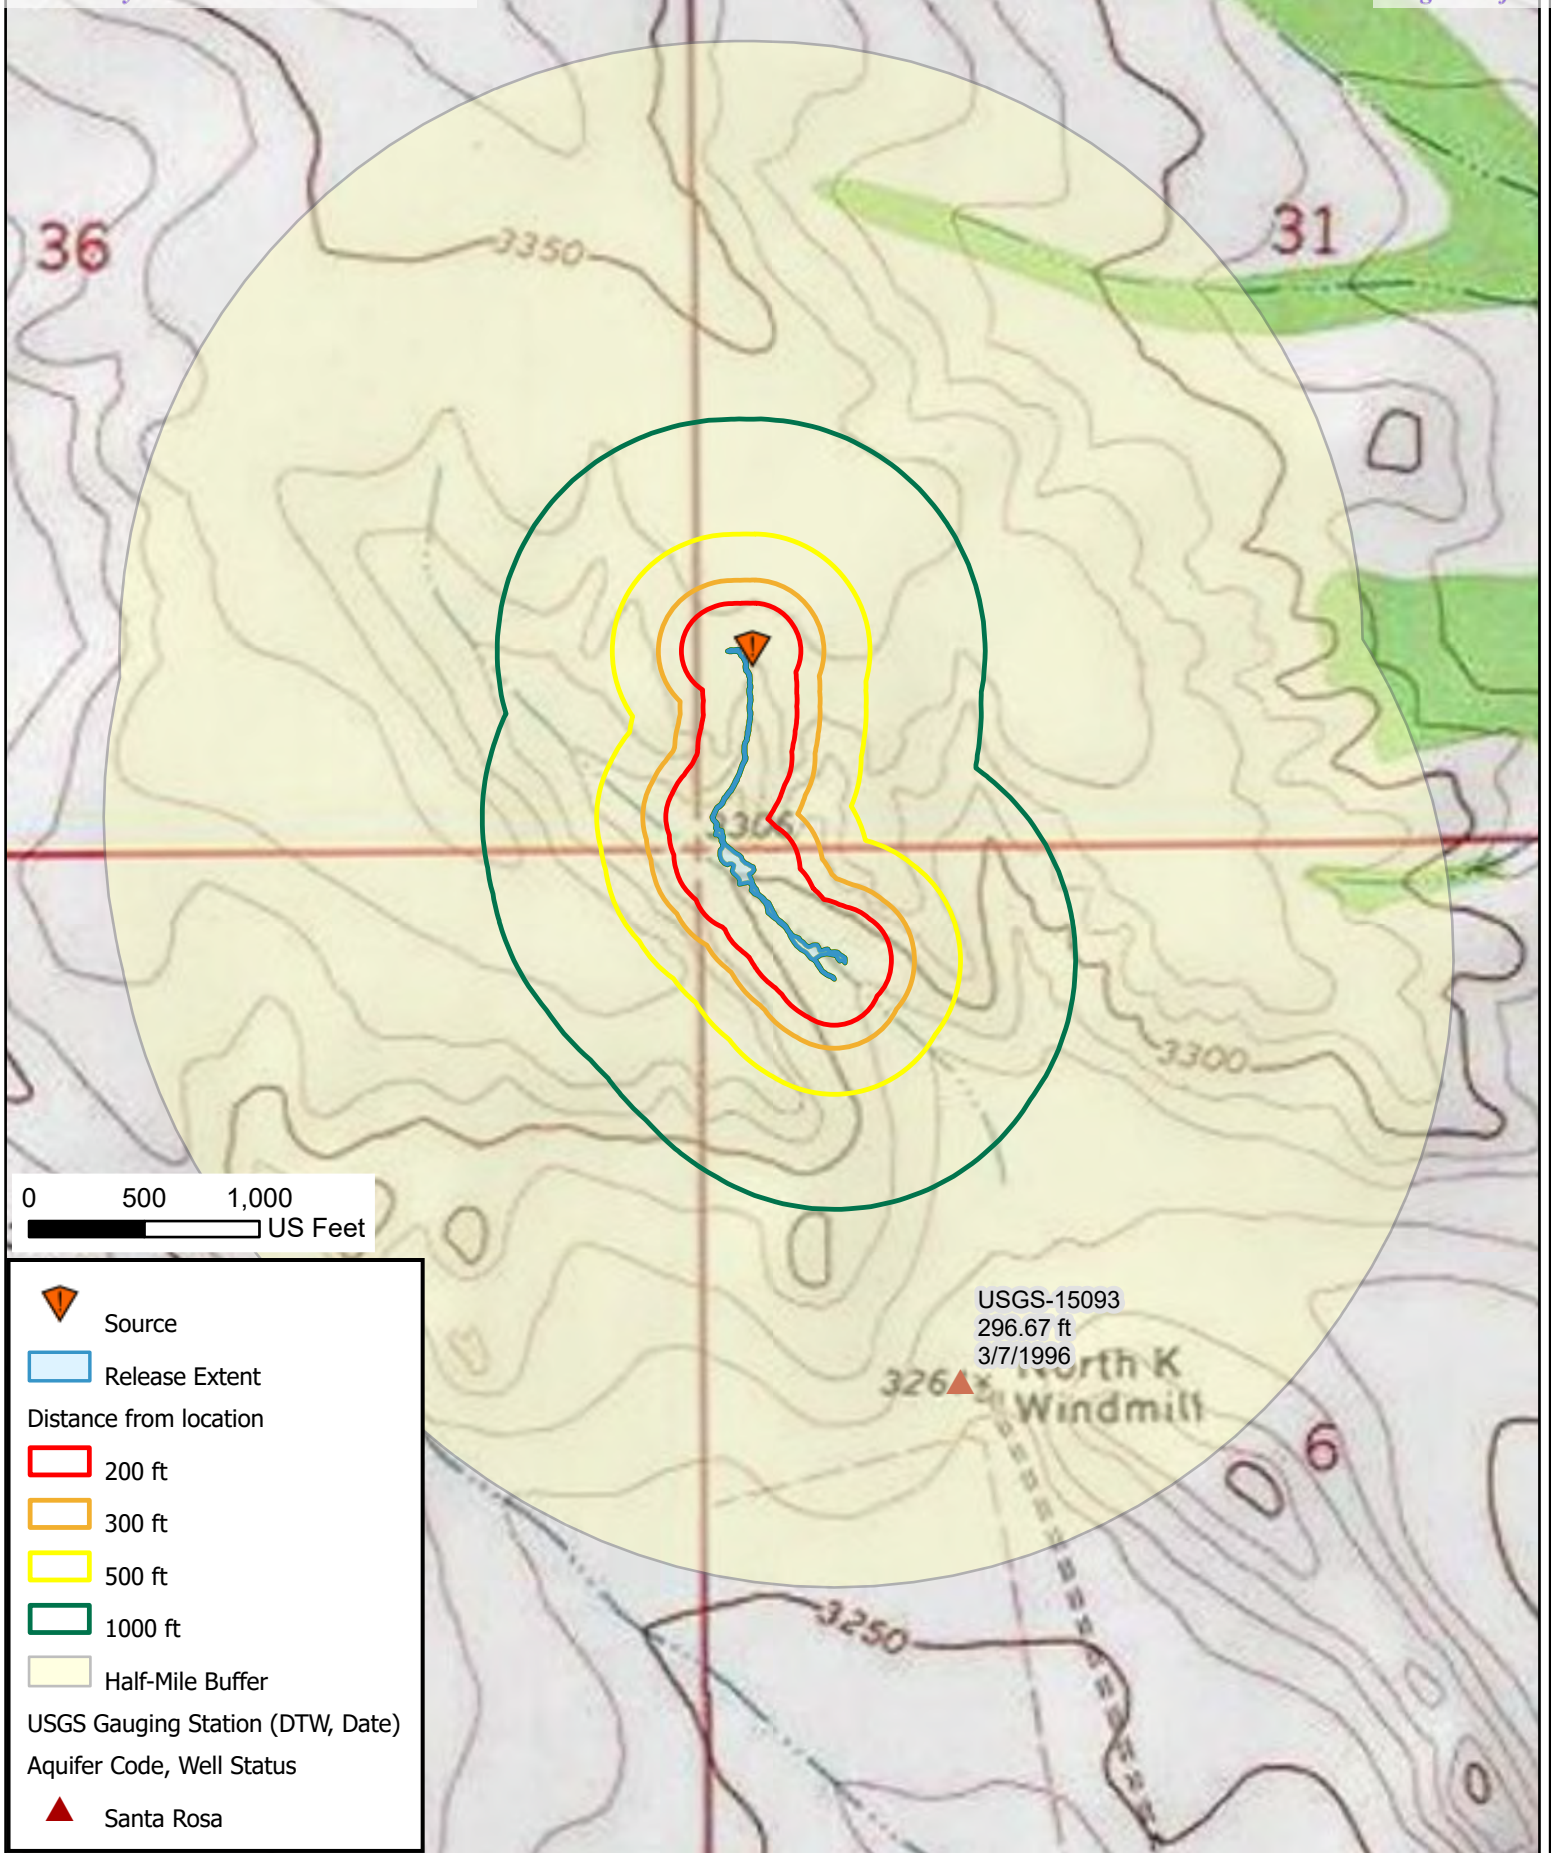 36
31
3350
3300
0 500 1,000
US Feet
Source
Release Extent
Distance from location
200 ft
300 ft
500 ft
1000 ft
Half-Mile Buffer
USGS Gauging Station (DTW, Date)
Aquifer Code, Well Status
Santa Rosa
USGS-15093
296.67 ft
3/7/1996
North K
Windmill
6
3250